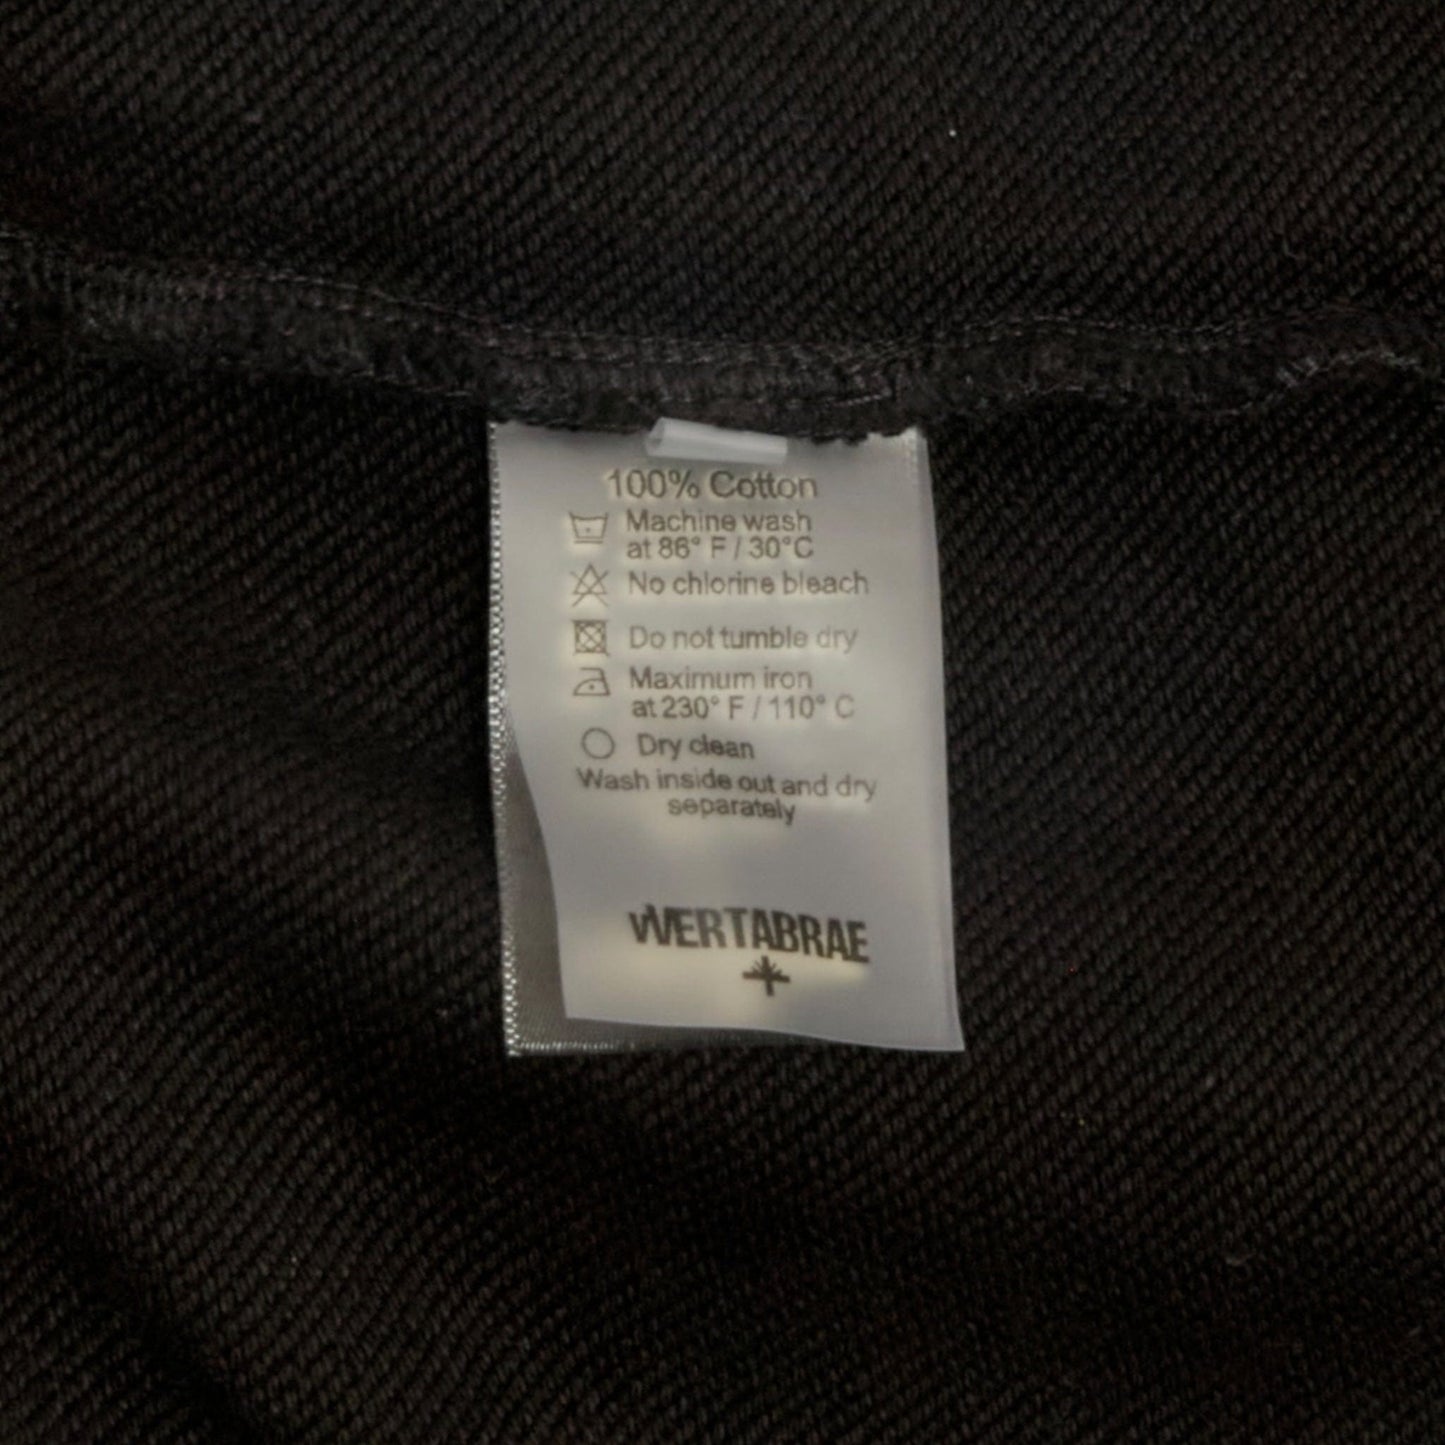 100% Cotton
Machine wash
at 86° F / 30°C
No chlorine bleach
Do not tumble dry
Maximum iron
at 230° F / 110° C
Dry clean
Wash inside out and dry
separately
WERTABRAE